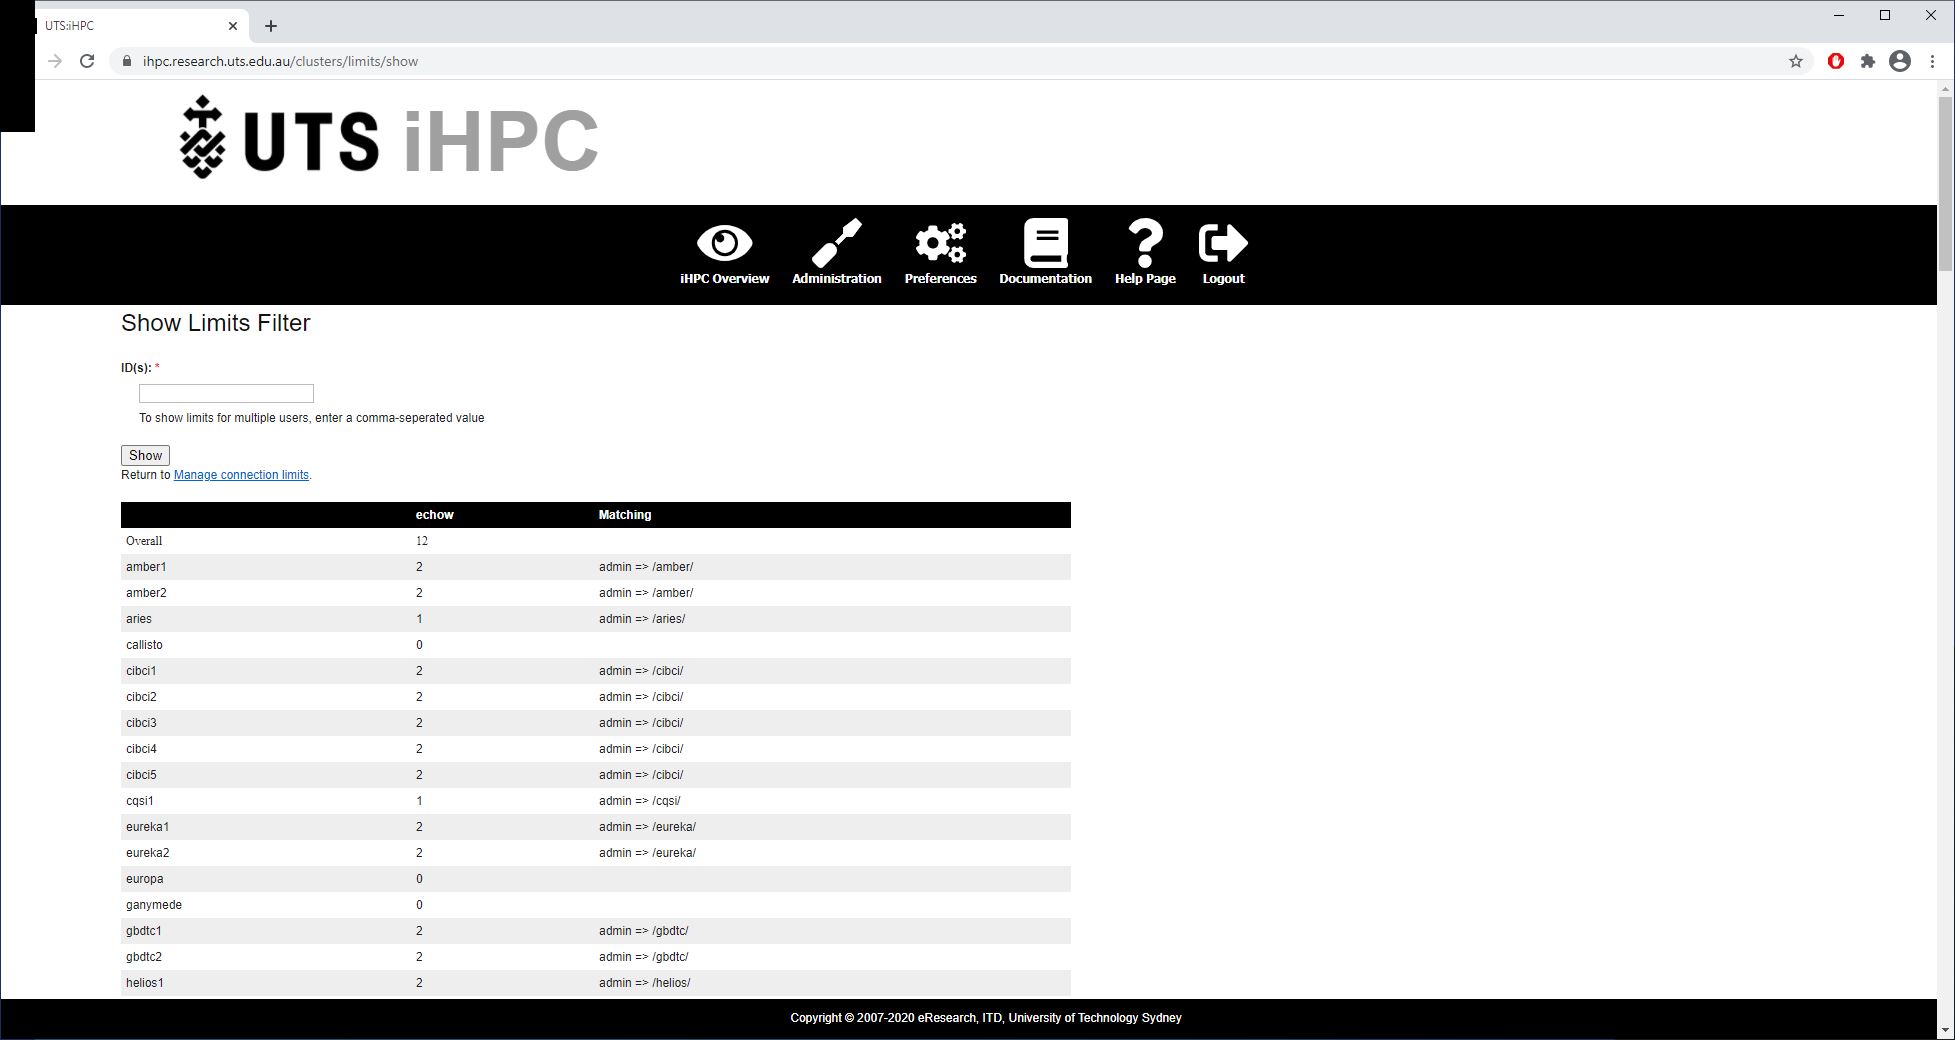 UTS:iHPC
ihpc.research.uts.edu.au/clusters/limits/show
UTS iHPC
iHPC Overview Administration Preferences Documentation Help Page Logout
Show Limits Filter
ID(s): *
To show limits for multiple users, enter a comma-seperated value
Show
Return to Manage connection limits.
echow Matching
Overall 12
amber1 2 admin => /amber/
amber2 2 admin => /amber/
aries 1 admin => /aries/
callisto 0
cibci1 2 admin => /cibci/
cibci2 2 admin => /cibci/
cibci3 2 admin => /cibci/
cibci4 2 admin => /cibci/
cibci5 2 admin => /cibci/
cqsi1 1 admin => /cqsi/
eureka1 2 admin => /eureka/
eureka2 2 admin => /eureka/
europa 0
ganymede 0
gbdtc1 2 admin => /gbdtc/
gbdtc2 2 admin => /gbdtc/
helios1 2 admin => /helios/
Copyright © 2007-2020 eResearch, ITD, University of Technology Sydney